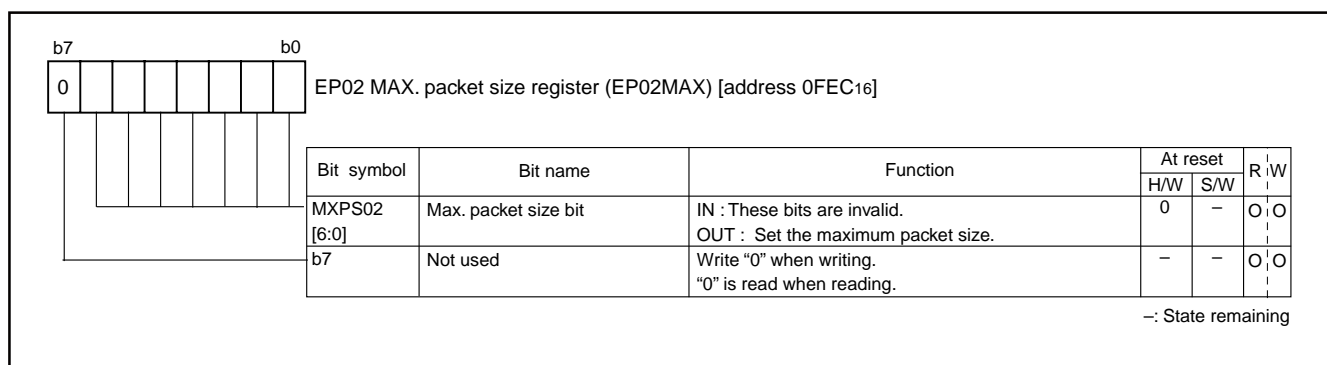 b7 b0
0 EP02 MAX. packet size register (EP02MAX) [address 0FEC16]
Bit symbol Bit name Function At reset R W
H/W S/W
MXPS02 Max. packet size bit IN : These bits are invalid. 0 – O O
[6:0] OUT : Set the maximum packet size.
b7 Not used Write “0” when writing. – – O O
“0” is read when reading.
–: State remaining